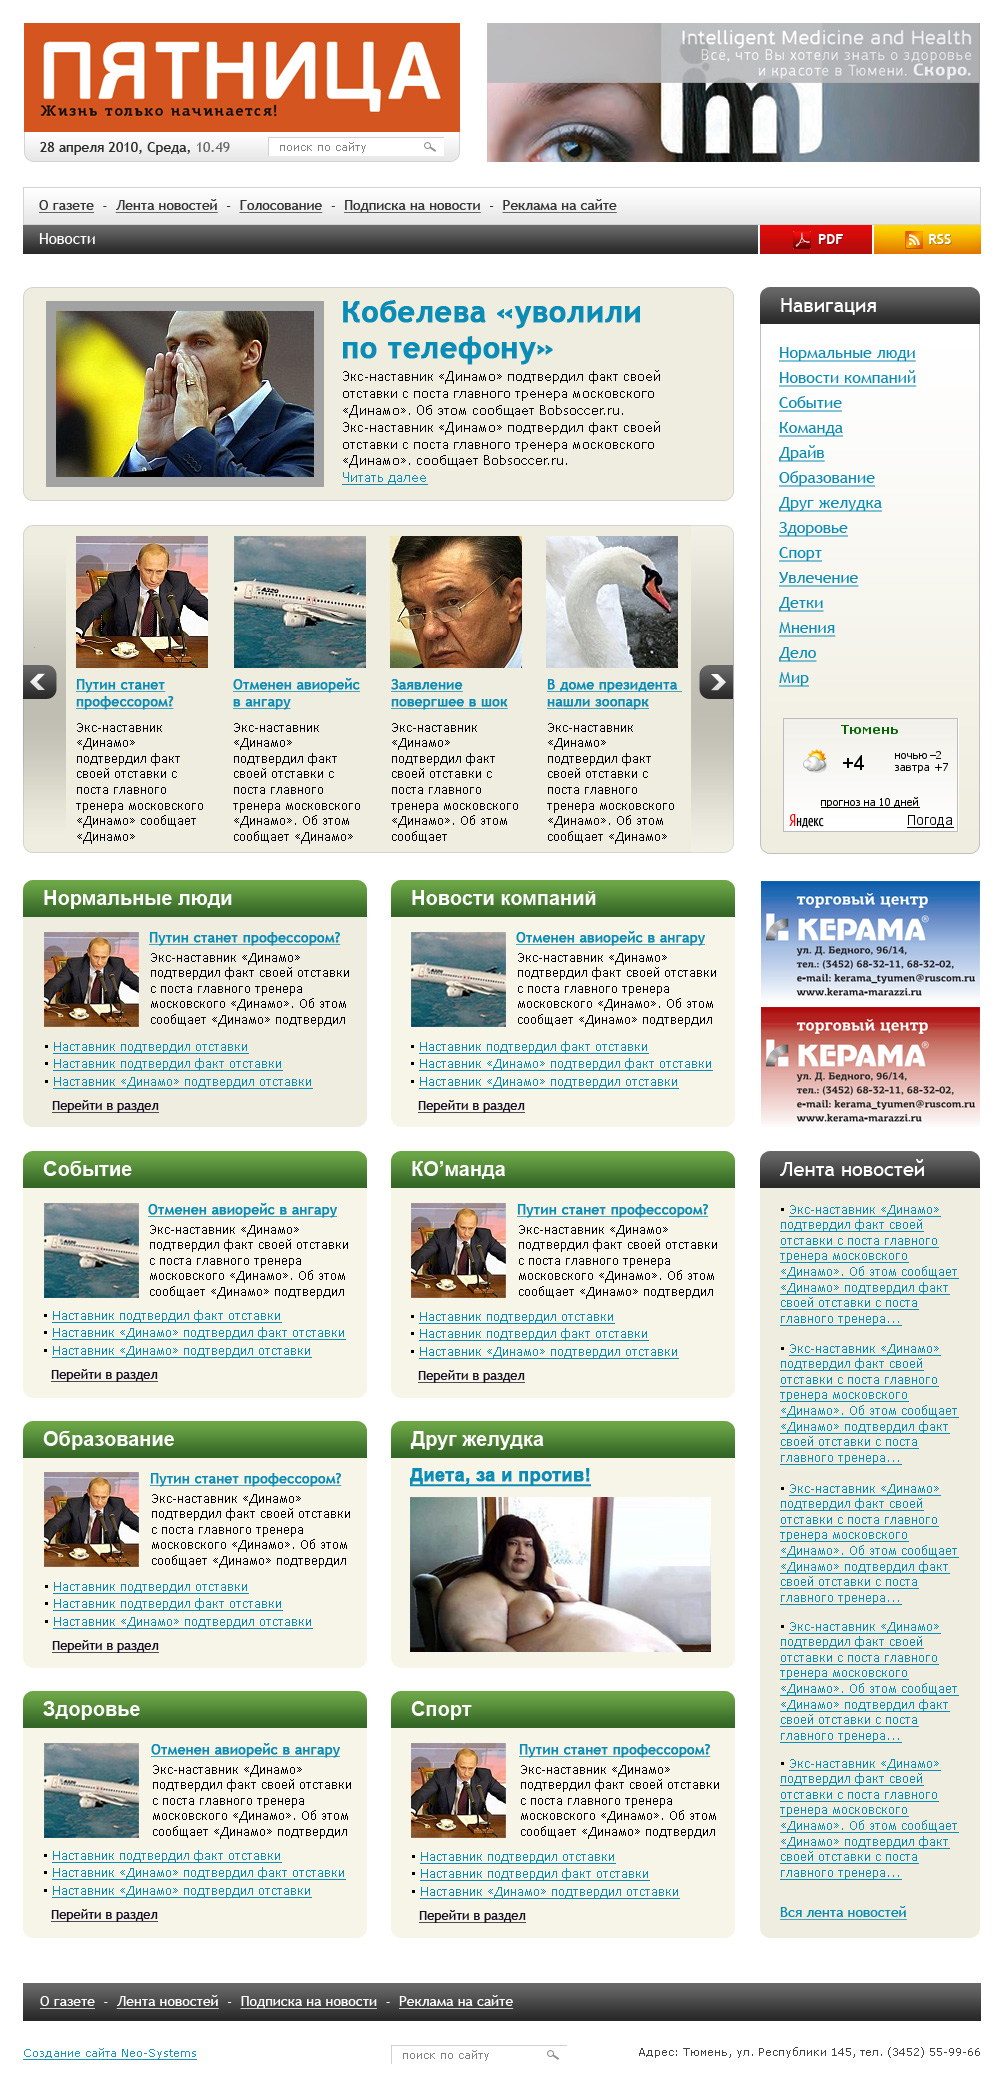 ПЯТНИЦА
Жизнь только начинается!
28 апреля 2010, Среда, 10.49
поиск по сайту
Intelligent Medicine and Health
Всё, что Вы хотели знать о здоровье
и красоте в Тюмени. Скоро.
m
О газете - Лента новостей - Голосование - Подписка на новости - Реклама на сайте
Новости
PDF
RSS
Кобелева «уволили
по телефону»
Экс-наставник «Динамо» подтвердил факт своей
отставки с поста главного тренера московского
«Динамо». Об этом сообщает Bobsoccer.ru.
Экс-наставник «Динамо» подтвердил факт своей
отставки с поста главного тренера московского
«Динамо». сообщает Bobsoccer.ru.
Читать далее
Навигация
Нормальные люди
Новости компаний
Событие
Команда
Драйв
Образование
Друг желудка
Здоровье
Спорт
Увлечение
Детки
Мнения
Дело
Мир
Тюмень
+4
ночью –2
завтра +7
прогноз на 10 дней
Яндекс
Погода
A320
Путин станет
профессором?
Экс-наставник
«Динамо»
подтвердил факт
своей отставки с
поста главного
тренера московского
«Динамо» сообщает
«Динамо»
Отменен авиорейс
в ангару
Экс-наставник
«Динамо»
подтвердил факт
своей отставки с
поста главного
тренера московского
«Динамо». Об этом
сообщает «Динамо»
Заявление
повергшее в шок
Экс-наставник
«Динамо»
подтвердил факт
своей отставки с
поста главного
тренера московского
«Динамо». Об этом
сообщает
В доме президента
нашли зоопарк
Экс-наставник
«Динамо»
подтвердил факт
своей отставки с
поста главного
тренера московского
«Динамо». Об этом
сообщает «Динамо»
Нормальные люди
Путин станет профессором?
Экс-наставник «Динамо»
подтвердил факт своей отставки
с поста главного тренера
московского «Динамо». Об этом
сообщает «Динамо» подтвердил
Наставник подтвердил отставки
Наставник подтвердил факт отставки
Наставник «Динамо» подтвердил отставки
Перейти в раздел
Новости компаний
Отменен авиорейс в ангару
Экс-наставник «Динамо»
подтвердил факт своей отставки
с поста главного тренера
московского «Динамо». Об этом
сообщает «Динамо» подтвердил
Наставник подтвердил факт отставки
Наставник «Динамо» подтвердил факт отставки
Наставник «Динамо» подтвердил отставки
Перейти в раздел
торговый центр
КЕРАМА®
ул. Д. Бедного, 96/14,
тел.: (3452) 68-32-11, 68-32-02,
e-mail: kerama_tyumen@ruscom.ru
www.kerama-marazzi.ru
торговый центр
КЕРАМА®
ул. Д. Бедного, 96/14,
тел.: (3452) 68-32-11, 68-32-02,
e-mail: kerama_tyumen@ruscom.ru
www.kerama-marazzi.ru
Событие
Отменен авиорейс в ангару
Экс-наставник «Динамо»
подтвердил факт своей отставки
с поста главного тренера
московского «Динамо». Об этом
сообщает «Динамо» подтвердил
Наставник подтвердил факт отставки
Наставник «Динамо» подтвердил факт отставки
Наставник «Динамо» подтвердил отставки
Перейти в раздел
КО’манда
Путин станет профессором?
Экс-наставник «Динамо»
подтвердил факт своей отставки
с поста главного тренера
московского «Динамо». Об этом
сообщает «Динамо» подтвердил
Наставник подтвердил отставки
Наставник подтвердил факт отставки
Наставник «Динамо» подтвердил отставки
Перейти в раздел
Образование
Путин станет профессором?
Экс-наставник «Динамо»
подтвердил факт своей отставки
с поста главного тренера
московского «Динамо». Об этом
сообщает «Динамо» подтвердил
Наставник подтвердил отставки
Наставник подтвердил факт отставки
Наставник «Динамо» подтвердил отставки
Перейти в раздел
Друг желудка
Диета, за и против!
Здоровье
Отменен авиорейс в ангару
Экс-наставник «Динамо»
подтвердил факт своей отставки
с поста главного тренера
московского «Динамо». Об этом
сообщает «Динамо» подтвердил
Наставник подтвердил факт отставки
Наставник «Динамо» подтвердил факт отставки
Наставник «Динамо» подтвердил отставки
Перейти в раздел
Спорт
Путин станет профессором?
Экс-наставник «Динамо»
подтвердил факт своей отставки
с поста главного тренера
московского «Динамо». Об этом
сообщает «Динамо» подтвердил
Наставник подтвердил отставки
Наставник подтвердил факт отставки
Наставник «Динамо» подтвердил отставки
Перейти в раздел
Лента новостей
Экс-наставник «Динамо»
подтвердил факт своей
отставки с поста главного
тренера московского
«Динамо». Об этом сообщает
«Динамо» подтвердил факт
своей отставки с поста
главного тренера...
Экс-наставник «Динамо»
подтвердил факт своей
отставки с поста главного
тренера московского
«Динамо». Об этом сообщает
«Динамо» подтвердил факт
своей отставки с поста
главного тренера...
Экс-наставник «Динамо»
подтвердил факт своей
отставки с поста главного
тренера московского
«Динамо». Об этом сообщает
«Динамо» подтвердил факт
своей отставки с поста
главного тренера...
Экс-наставник «Динамо»
подтвердил факт своей
отставки с поста главного
тренера московского
«Динамо». Об этом сообщает
«Динамо» подтвердил факт
своей отставки с поста
главного тренера...
Экс-наставник «Динамо»
подтвердил факт своей
отставки с поста главного
тренера московского
«Динамо». Об этом сообщает
«Динамо» подтвердил факт
своей отставки с поста
главного тренера...
Вся лента новостей
О газете - Лента новостей - Подписка на новости - Реклама на сайте
Создание сайта Neo-Systems
поиск по сайту
Адрес: Тюмень, ул. Республики 145, тел. (3452) 55-99-66